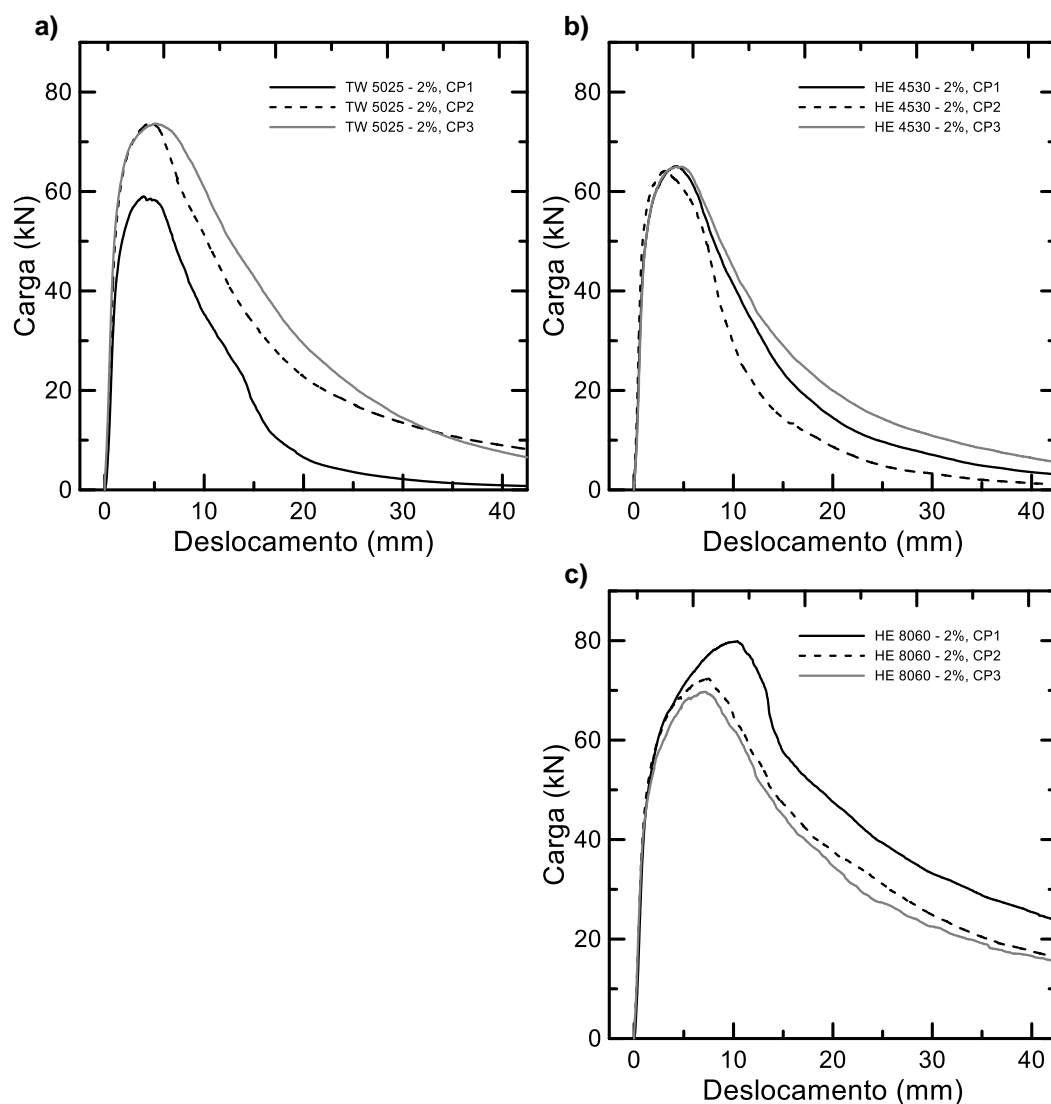 a)
TW 5025 - 2%, CP1
TW 5025 - 2%, CP2
TW 5025 - 2%, CP3
80
60
40
20
0
Carga (kN)
0 10 20 30 40
Deslocamento (mm)
b)
HE 4530 - 2%, CP1
HE 4530 - 2%, CP2
HE 4530 - 2%, CP3
80
60
40
20
0
Carga (kN)
0 10 20 30 40
Deslocamento (mm)
c)
HE 8060 - 2%, CP1
HE 8060 - 2%, CP2
HE 8060 - 2%, CP3
80
60
40
20
0
Carga (kN)
0 10 20 30 40
Deslocamento (mm)